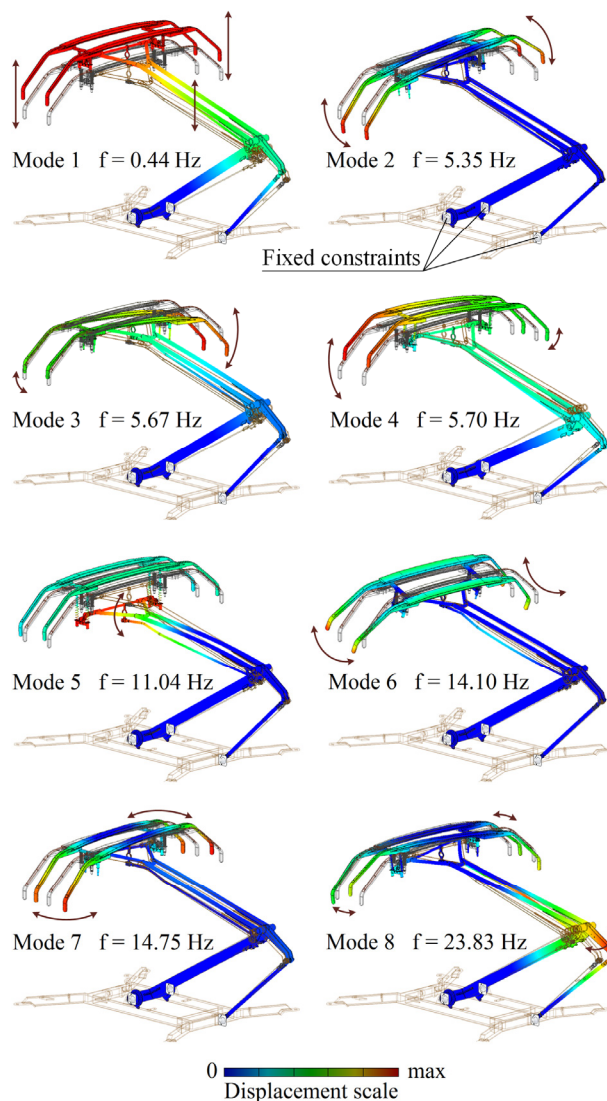 Mode 1 f = 0.44 Hz
Mode 2 f = 5.35 Hz
Fixed constraints
Mode 3 f = 5.67 Hz
Mode 4 f = 5.70 Hz
Mode 5 f = 11.04 Hz
Mode 6 f = 14.10 Hz
Mode 7 f = 14.75 Hz
Mode 8 f = 23.83 Hz
0 max
Displacement scale